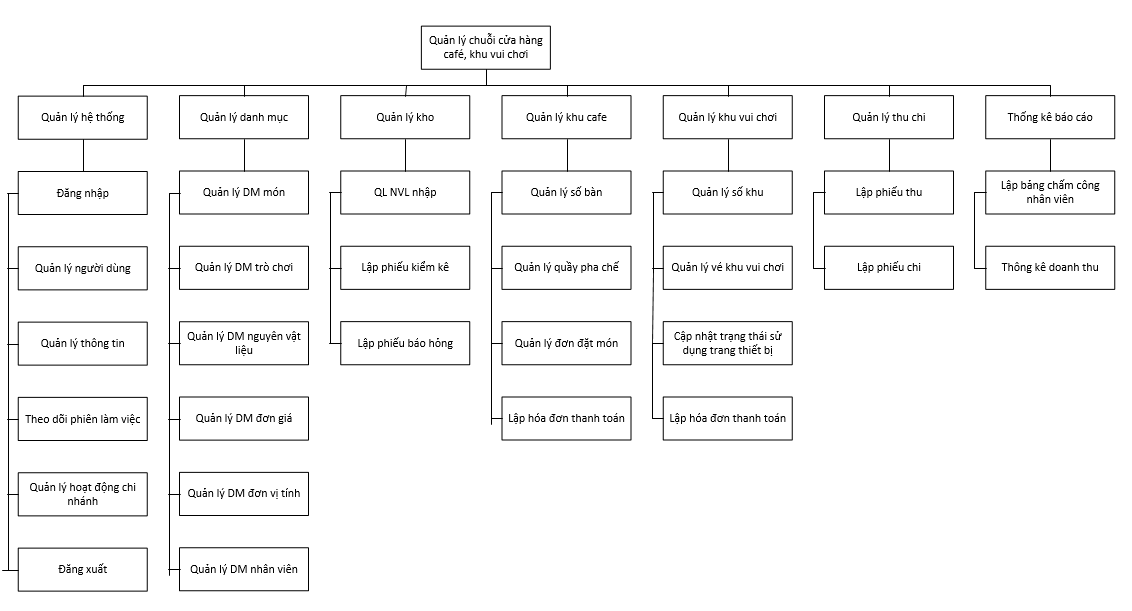 Quản lý chuỗi cửa hàng
café, khu vui chơi
Quản lý hệ thống
Quản lý danh mục
Quản lý kho
Quản lý khu cafe
Quản lý khu vui chơi
Quản lý thu chi
Thống kê báo cáo
Đăng nhập
Quản lý DM món
QL NVL nhập
Quản lý số bàn
Quản lý số khu
Lập phiếu thu
Lập bảng chấm công
nhân viên
Quản lý người dùng
Quản lý DM trò chơi
Lập phiếu kiểm kê
Quản lý quầy pha chế
Quản lý vé khu vui chơi
Lập phiếu chi
Thông kê doanh thu
Quản lý thông tin
Quản lý DM nguyên vật
liệu
Lập phiếu báo hỏng
Quản lý đơn đặt món
Cập nhật trạng thái sử
dụng trang thiết bị
Theo dõi phiên làm việc
Quản lý DM đơn giá
Lập hóa đơn thanh toán
Lập hóa đơn thanh toán
Quản lý hoạt động chi
nhánh
Quản lý DM đơn vị tính
Đăng xuất
Quản lý DM nhân viên